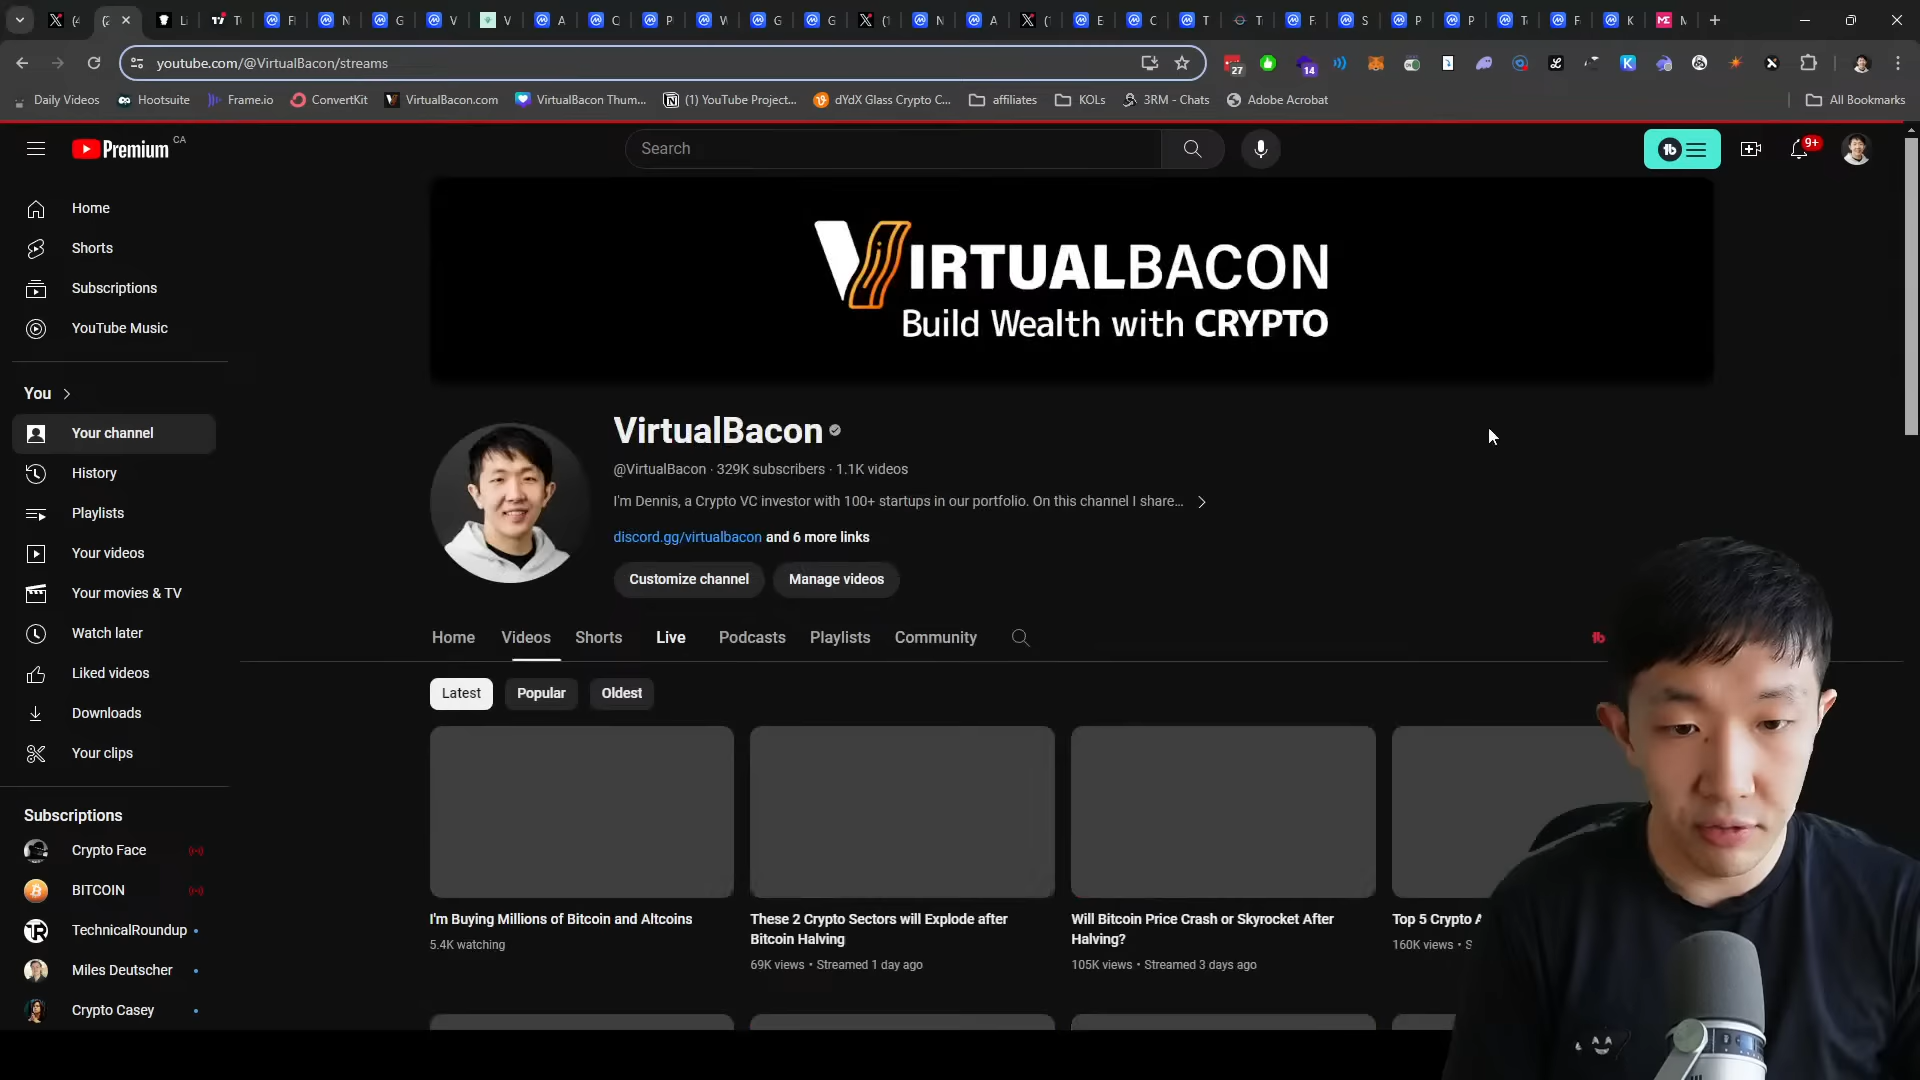 youtube.com/@VirtualBacon/streams
27
14
Daily Videos
Hootsuite
Frame.io
ConvertKit
VirtualBacon.com
VirtualBacon Thum...
(1) YouTube Project...
dYdX Glass Crypto C...
affiliates
KOLs
3RM - Chats
Adobe Acrobat
All Bookmarks
Premium CA
Search
9+
Home
Shorts
Subscriptions
YouTube Music
You
Your channel
History
Playlists
Your videos
Your movies & TV
Watch later
Liked videos
Downloads
Your clips
Subscriptions
Crypto Face
BITCOIN
TechnicalRoundup
Miles Deutscher
Crypto Casey
VIRTUALBACON
Build Wealth with CRYPTO
VirtualBacon
@VirtualBacon · 329K subscribers · 1.1K videos
I'm Dennis, a Crypto VC investor with 100+ startups in our portfolio. On this channel I share...
discord.gg/virtualbacon and 6 more links
Customize channel
Manage videos
Home
Videos
Shorts
Live
Podcasts
Playlists
Community
Latest
Popular
Oldest
I'm Buying Millions of Bitcoin and Altcoins
5.4K watching
These 2 Crypto Sectors will Explode after
Bitcoin Halving
69K views • Streamed 1 day ago
Will Bitcoin Price Crash or Skyrocket After
Halving?
105K views • Streamed 3 days ago
Top 5 Crypto
160K views •